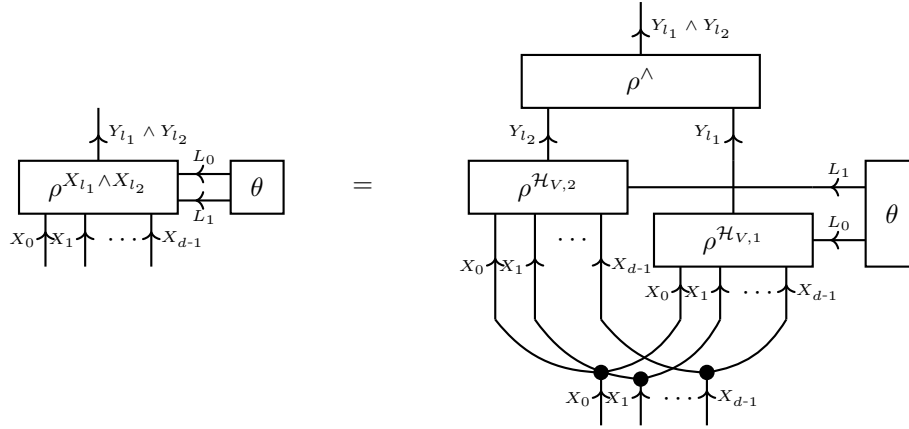 Y_{l_1} ∧ Y_{l_2}
ρ^∧
Y_{l_1} ∧ Y_{l_2} Y_{l_2} Y_{l_1}
L_0 L_1
ρ^{X_{l_1} ∧ X_{l_2}} θ = ρ^{\mathcal{H}_{V,2}} θ
L_1 L_0
X_0 X_1 ... X_{d-1} ... ρ^{\mathcal{H}_{V,1}}
X_0 X_1 X_{d-1} X_0 X_1 ... X_{d-1}
X_0 X_1 ... X_{d-1}